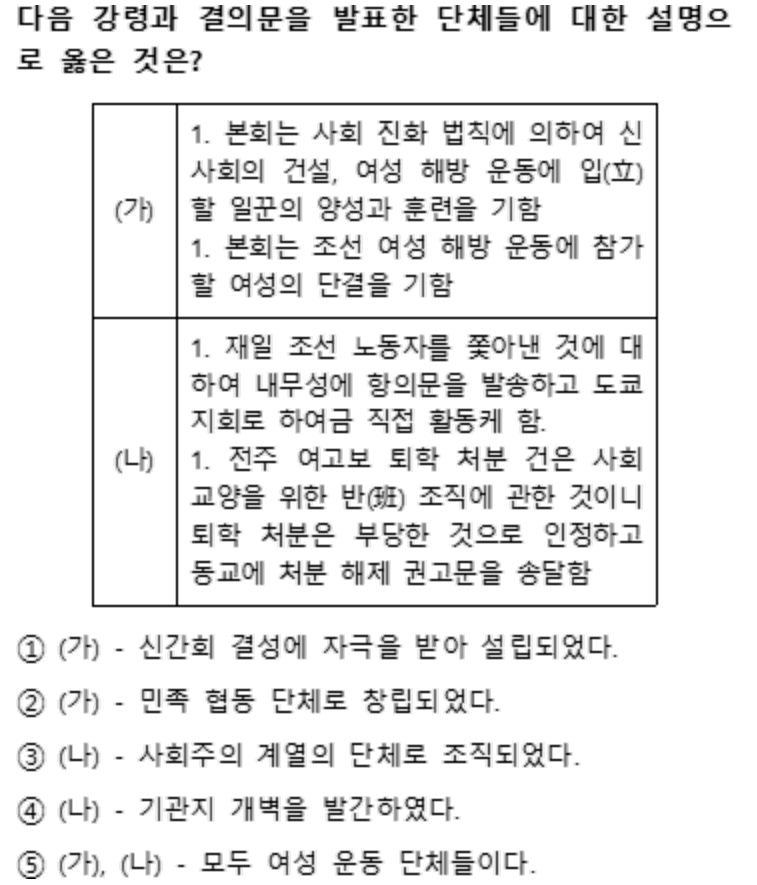 다음 강령과 결의문을 발표한 단체들에 대한 설명으
로 옳은 것은?
(가)
1. 본회는 사회 진화 법칙에 의하여 신
사회의 건설, 여성 해방 운동에 입(立)
할 일꾼의 양성과 훈련을 기함
1. 본회는 조선 여성 해방 운동에 참가
할 여성의 단결을 기함
(나)
1. 재일 조선 노동자를 쫓아낸 것에 대
하여 내무성에 항의문을 발송하고 도쿄
지회로 하여금 직접 활동케 함.
1. 전주 여고보 퇴학 처분 건은 사회
교양을 위한 반(班) 조직에 관한 것이니
퇴학 처분은 부당한 것으로 인정하고
동교에 처분 해제 권고문을 송달함
① (가) - 신간회 결성에 자극을 받아 설립되었다.
② (가) - 민족 협동 단체로 창립되었다.
③ (나) - 사회주의 계열의 단체로 조직되었다.
④ (나) - 기관지 개벽을 발간하였다.
⑤ (가), (나) - 모두 여성 운동 단체들이다.